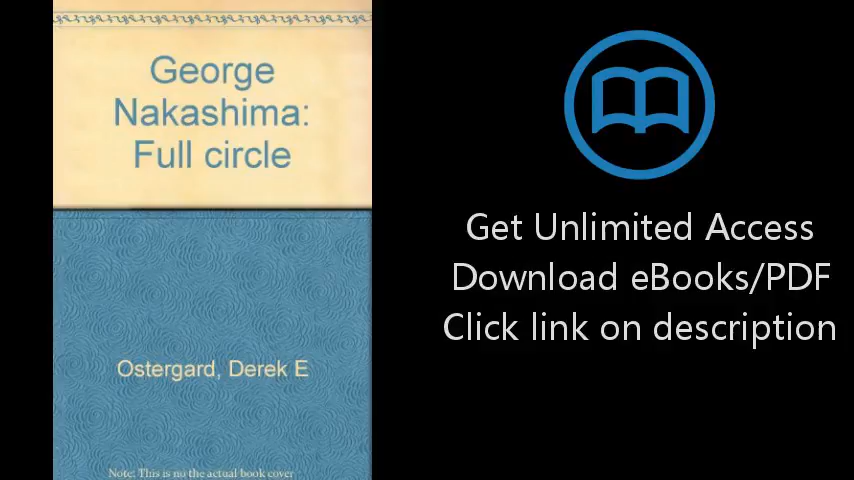 George
Nakashima:
Full circle
Ostergard, Derek E
Note: This is no the actual book cover
Get Unlimited Access
Download eBooks/PDF
Click link on description